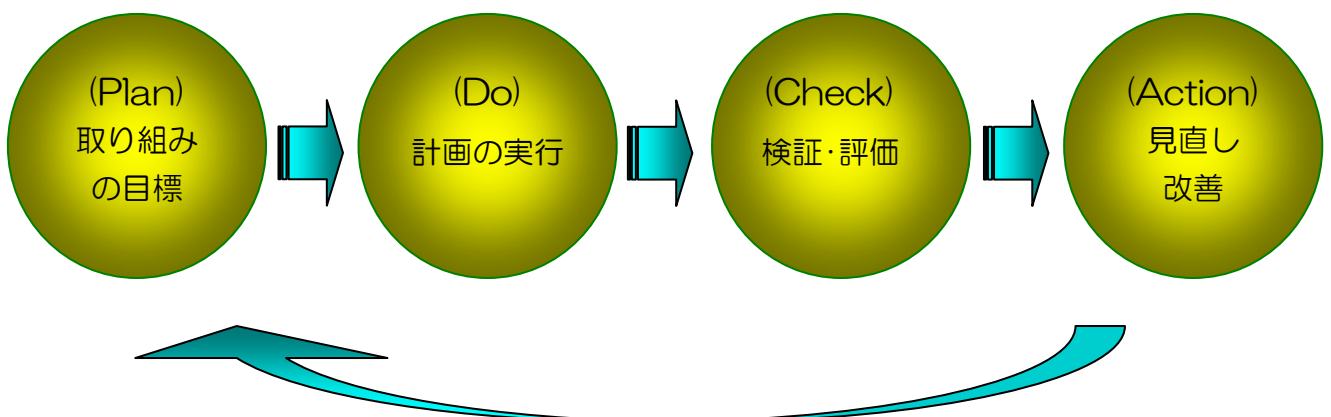 (Plan)
取り組み
の目標
(Do)
計画の実行
(Check)
検証・評価
(Action)
見直し
改善